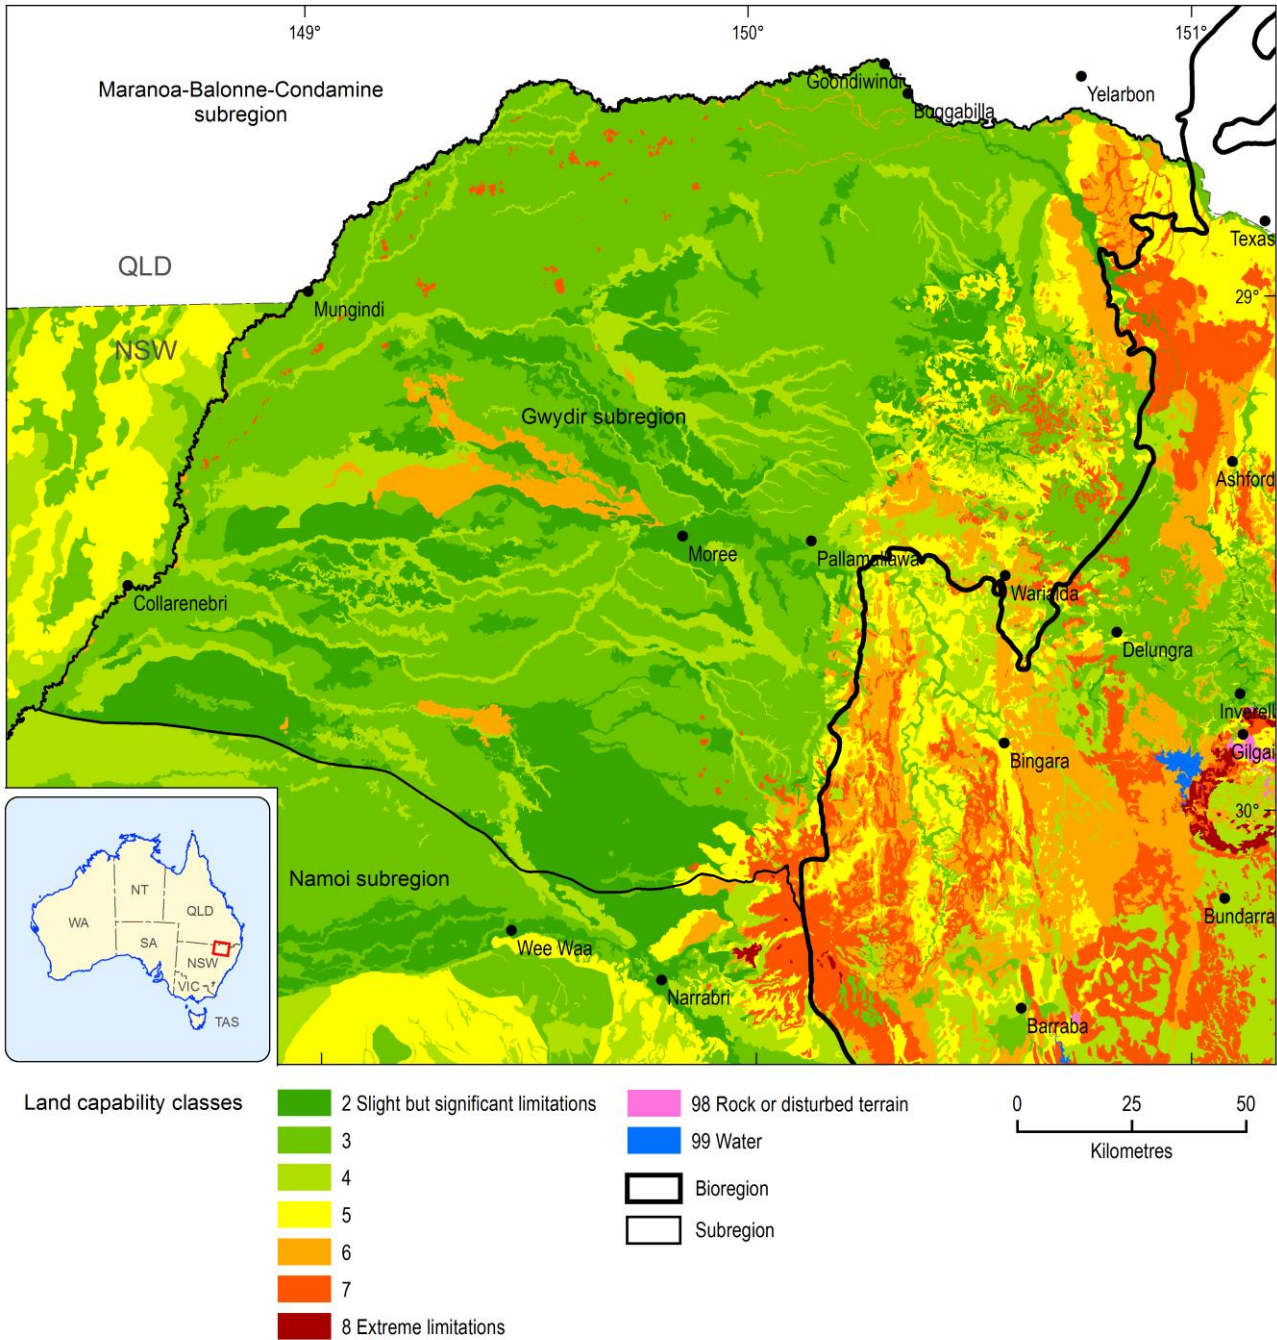 149°
150°
151°
Maranoa-Balonne-Condamine
subregion
Goondiwindi
Boggabilla
Yelarbon
Texas
QLD
29°
Mungindi
NSW
Gwydir subregion
Ashford
Moree
Pallamallawa
Collarenebri
Warialda
Delungra
Inverell
Gilgai
Bingara
30°
Namoi subregion
Bundarra
Wee Waa
Narrabri
Barraba
NT
QLD
WA
SA
NSW
VIC
TAS
Land capability classes
2 Slight but significant limitations
3
4
5
6
7
8 Extreme limitations
98 Rock or disturbed terrain
99 Water
Bioregion
Subregion
0 25 50
Kilometres